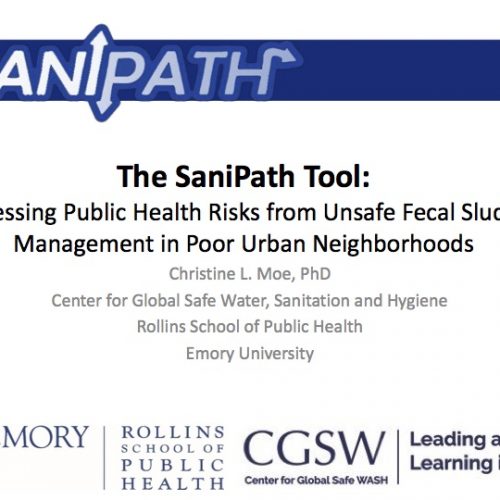 ANIPATH
The SaniPath Tool:
essing Public Health Risks from Unsafe Fecal Sluc
Management in Poor Urban Neighborhoods
Christine L. Moe, PhD
Center for Global Safe Water, Sanitation and Hygiene
Rollins School of Public Health
Emory University
EMORY
ROLLINS
SCHOOL OF
PUBLIC
HEALTH
CGSW
Center for Global Safe WASH
Leading a
Learning i